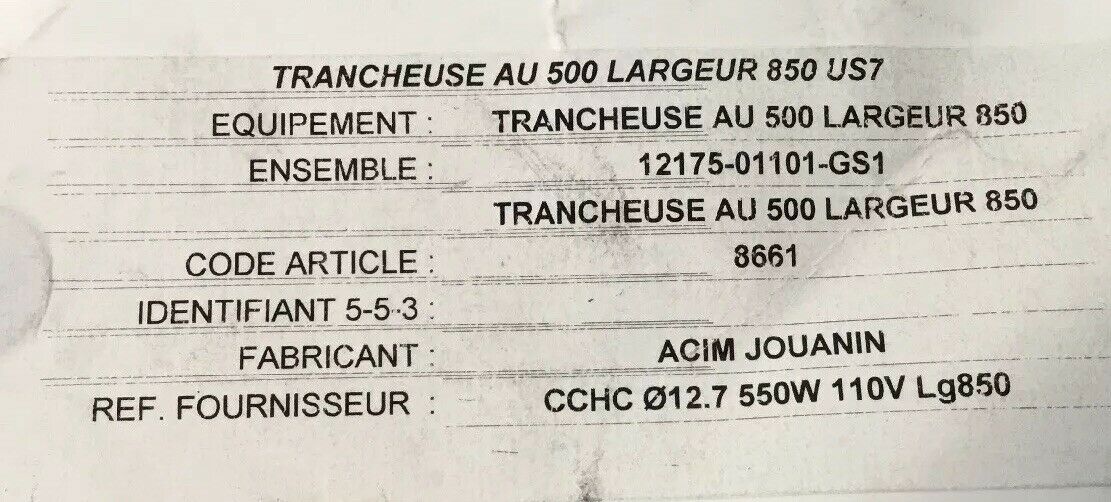 TRANCHEUSE AU 500 LARGEUR 850 US7
EQUIPEMENT : TRANCHEUSE AU 500 LARGEUR 850
ENSEMBLE : 12175-01101-GS1
TRANCHEUSE AU 500 LARGEUR 850
CODE ARTICLE : 8661
IDENTIFIANT 5-5-3 :
FABRICANT : ACIM JOUANIN
REF. FOURNISSEUR : CCHC Ø12.7 550W 110V Lg850